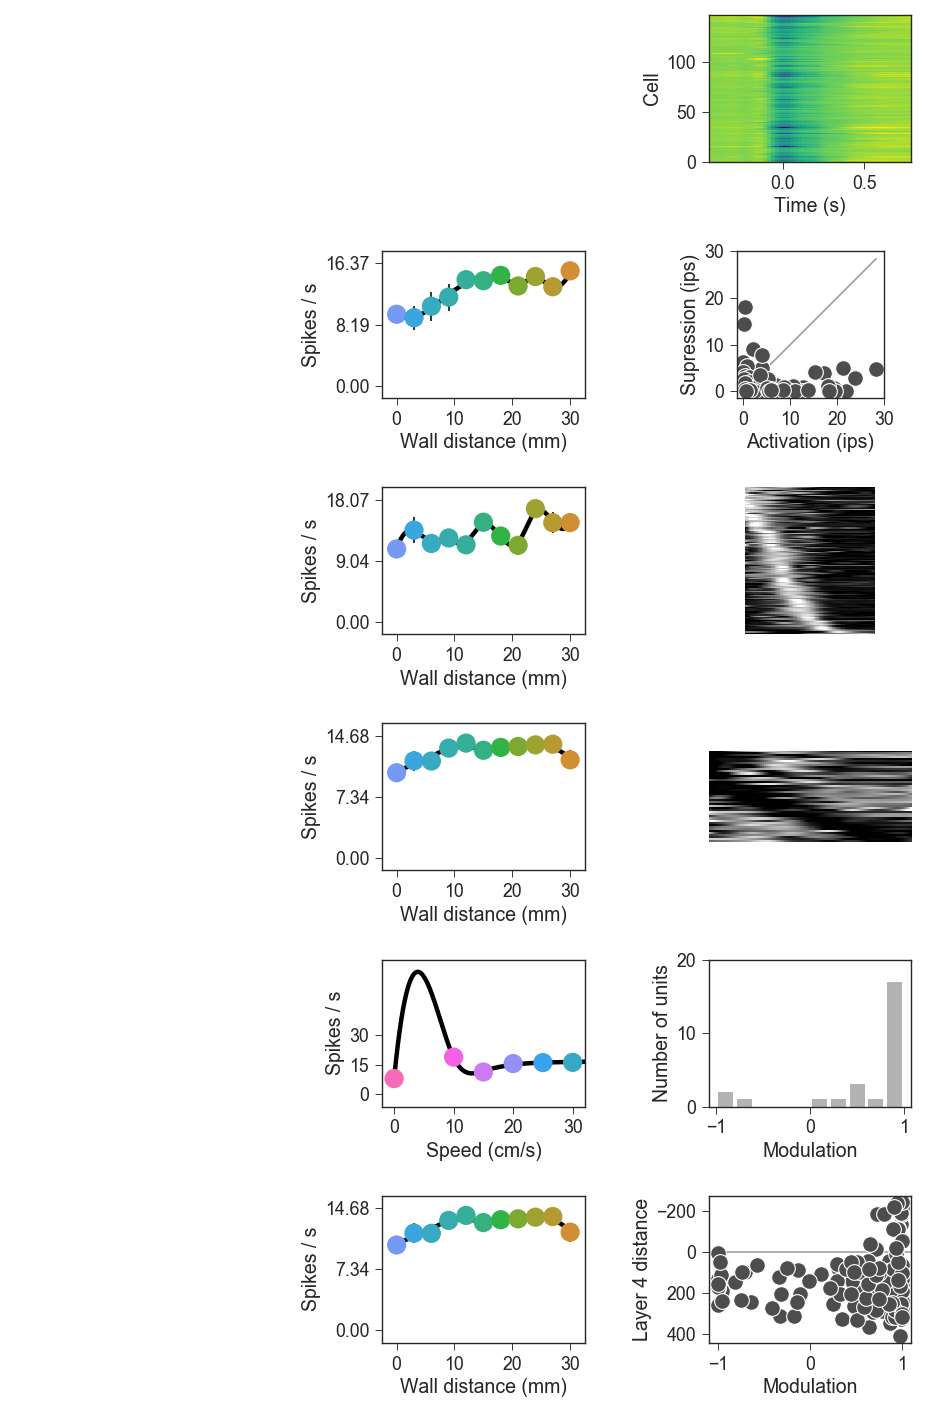 Cell
100
50
0
0.0 0.5
Time (s)
Spikes / s
16.37
8.19
0.00
0 10 20 30
Wall distance (mm)
Supression (ips)
30
20
10
0
0 10 20 30
Activation (ips)
Spikes / s
18.07
9.04
0.00
0 10 20 30
Wall distance (mm)
Spikes / s
14.68
7.34
0.00
0 10 20 30
Wall distance (mm)
Spikes / s
30
15
0
0 10 20 30
Speed (cm/s)
Number of units
20
10
0
−1 0 1
Modulation
Spikes / s
14.68
7.34
0.00
0 10 20 30
Wall distance (mm)
Layer 4 distance
−200
0
200
400
−1 0 1
Modulation